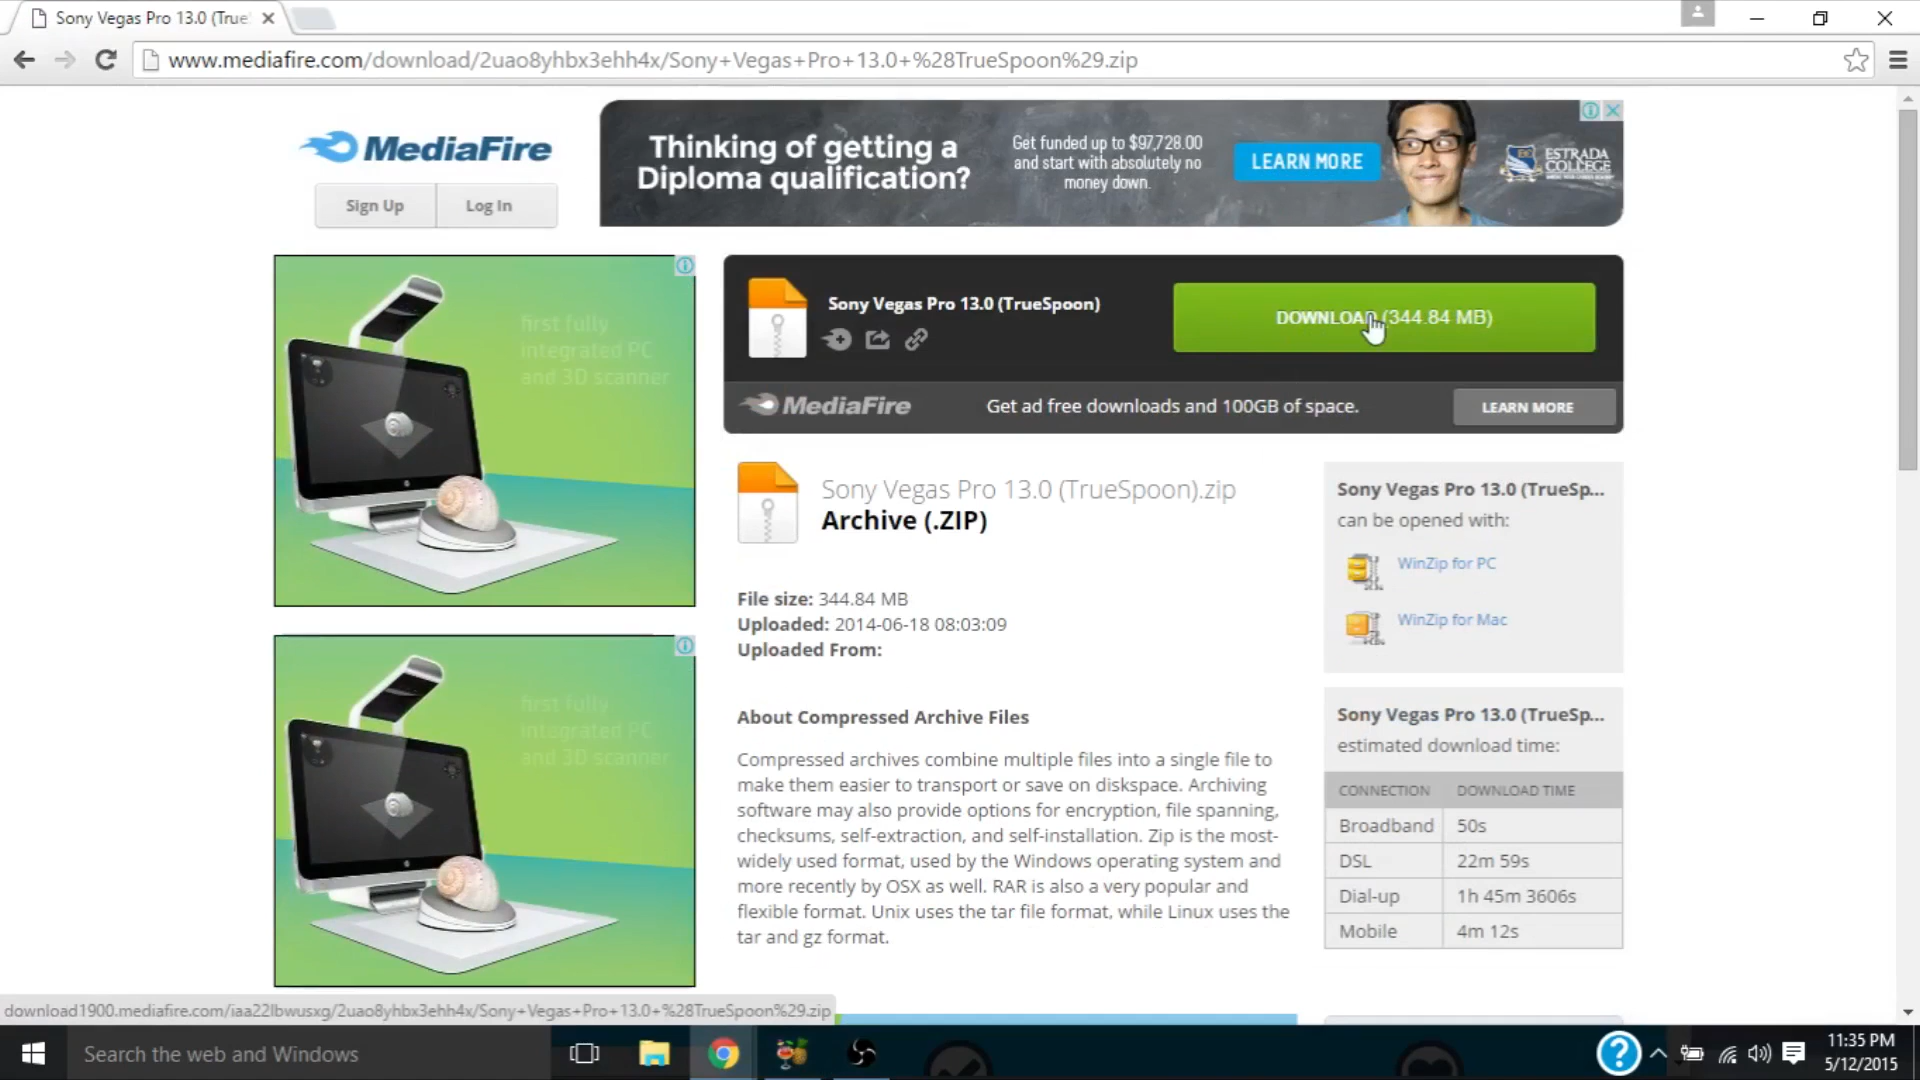 Sony Vegas Pro 13.0 (True
www.mediafire.com/download/2uao8yhbx3ehh4x/Sony+Vegas+Pro+13.0+%28TrueSpoon%29.zip
MediaFire
Sign Up
Log In
Thinking of getting a
Diploma qualification?
Get funded up to $97,728.00
and start with absolutely no
money down.
LEARN MORE
ESTRADA
COLLEGE
first fully
integrated PC
and 3D scanner
Sony Vegas Pro 13.0 (TrueSpoon)
DOWNLOAD (344.84 MB)
MediaFire
Get ad free downloads and 100GB of space.
LEARN MORE
Sony Vegas Pro 13.0 (TrueSpoon).zip
Archive (.ZIP)
File size: 344.84 MB
Uploaded: 2014-06-18 08:03:09
Uploaded From:
Sony Vegas Pro 13.0 (TrueSp...
can be opened with:
WinZip for PC
WinZip for Mac
first fully
integrated PC
and 3D scanner
About Compressed Archive Files
Compressed archives combine multiple files into a single file to
make them easier to transport or save on diskspace. Archiving
software may also provide options for encryption, file spanning,
checksums, self-extraction, and self-installation. Zip is the most-
widely used format, used by the Windows operating system and
more recently by OSX as well. RAR is also a very popular and
flexible format. Unix uses the tar file format, while Linux uses the
tar and gz format.
Sony Vegas Pro 13.0 (TrueSp...
estimated download time:
CONNECTION DOWNLOAD TIME
Broadband 50s
DSL 22m 59s
Dial-up 1h 45m 3606s
Mobile 4m 12s
download1900.mediafire.com/iaa22lbwusxg/2uao8yhbx3ehh4x/Sony+Vegas+Pro+13.0+%28TrueSpoon%29.zip
Search the web and Windows
11:35 PM
5/12/2015